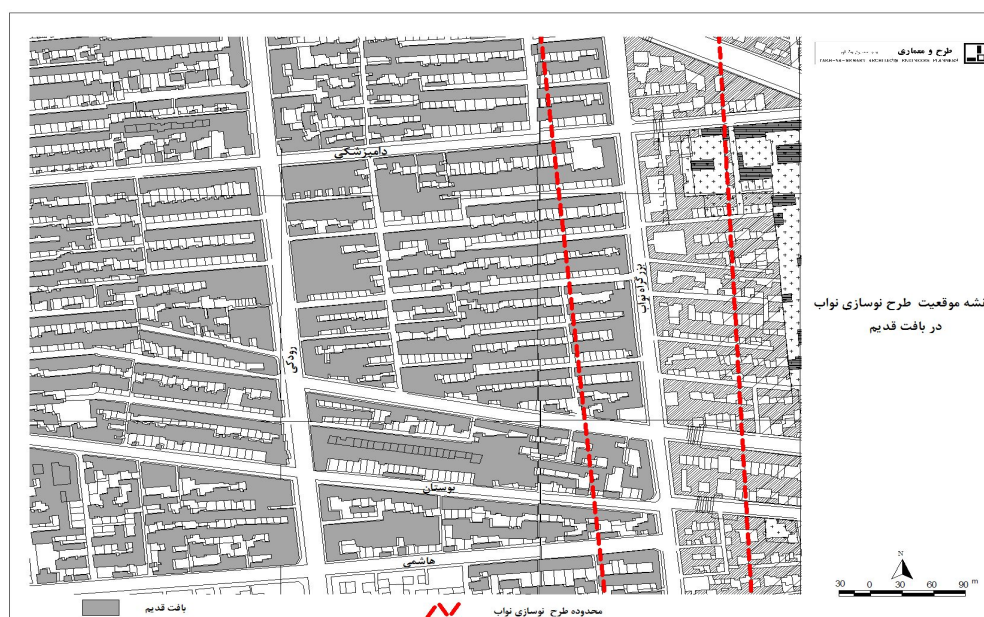 طرح و معماری
نقشه موقعیت طرح نوسازی نواب
در بافت قدیم
دامپزشکی
بزرگراه نواب
رودکی
بوستان
هاشمی
N
30 0 30 60 90 m
بافت قدیم
محدوده طرح نوسازی نواب